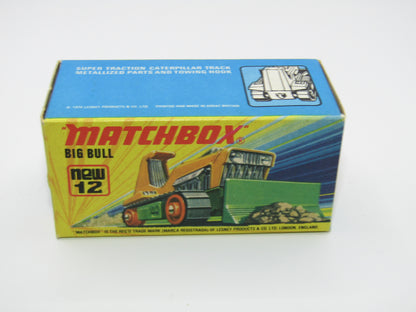 SUPER TRACTION CATERPILLAR TRACK
METALLIZED PARTS AND TOWING HOOK
© 1974 LESNEY PRODUCTS & CO. LTD. PRINTED AND MADE IN GREAT BRITAIN
"MATCHBOX"®
BIG BULL
new
12
"MATCHBOX" IS THE REG'D TRADE MARK (MARCA REGISTRADA) OF LESNEY PRODUCTS & CO. LTD. LONDON, ENGLAND